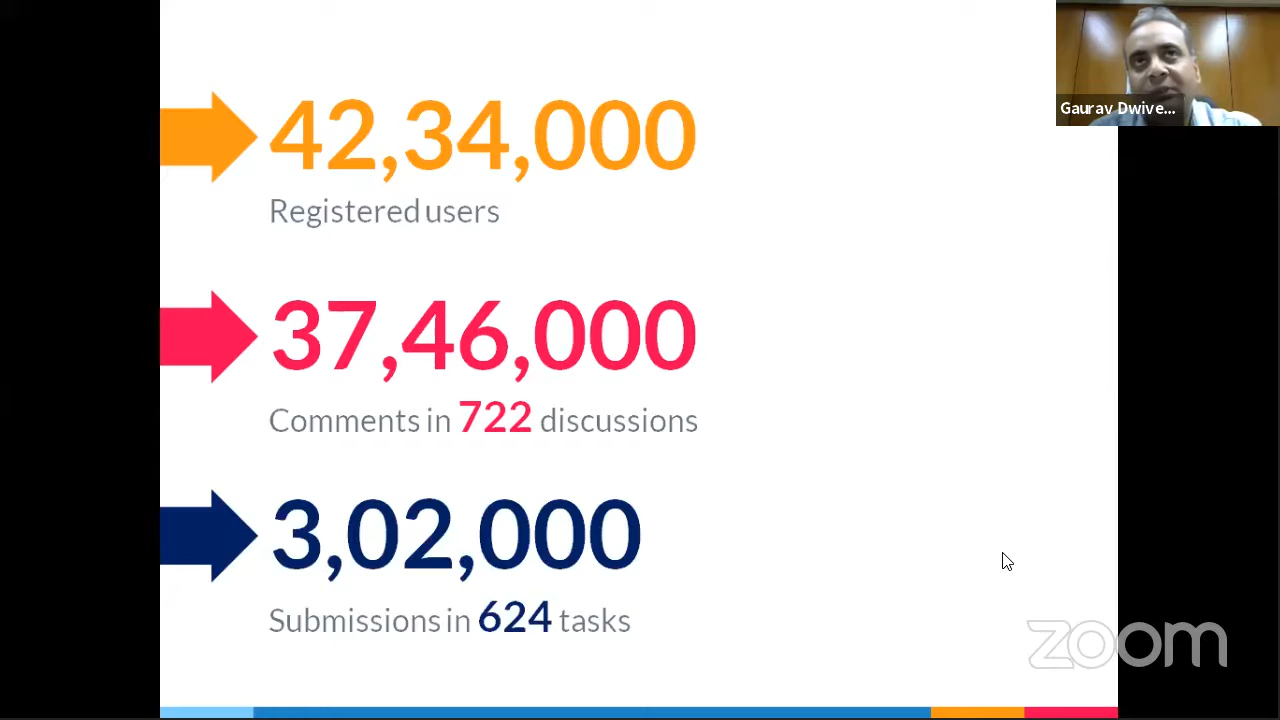 42,34,000
Registered users
37,46,000
Comments in 722 discussions
3,02,000
Submissions in 624 tasks
Gaurav Dwive...
zoom